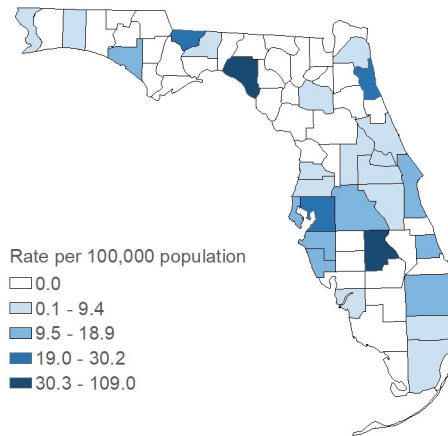 Rate per 100,000 population
0.0
0.1 - 9.4
9.5 - 18.9
19.0 - 30.2
30.3 - 109.0